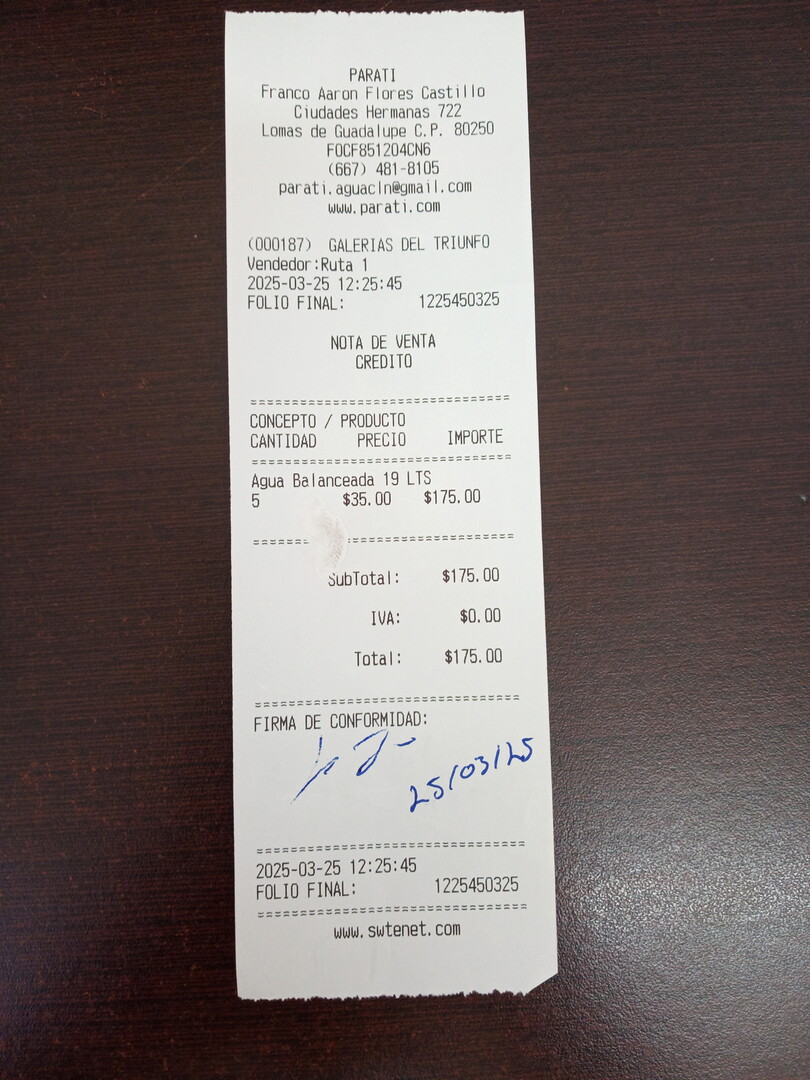 PARATI
Franco Aaron Flores Castillo
Ciudades Hermanas 722
Lomas de Guadalupe C.P. 80250
FOCF851204CN6
(667) 481-8105
parati.aguacln@gmail.com
www.parati.com
(000187) GALERIAS DEL TRIUNFO
Vendedor:Ruta 1
2025-03-25 12:25:45
FOLIO FINAL: 1225450325
NOTA DE VENTA
CREDITO
==================================
CONCEPTO / PRODUCTO
CANTIDAD PRECIO IMPORTE
==================================
Agua Balanceada 19 LTS
5 $35.00 $175.00
==================================
SubTotal: $175.00
IVA: $0.00
Total: $175.00
==================================
FIRMA DE CONFORMIDAD:
25/03/25
==================================
2025-03-25 12:25:45
FOLIO FINAL: 1225450325
==================================
www.swtenet.com